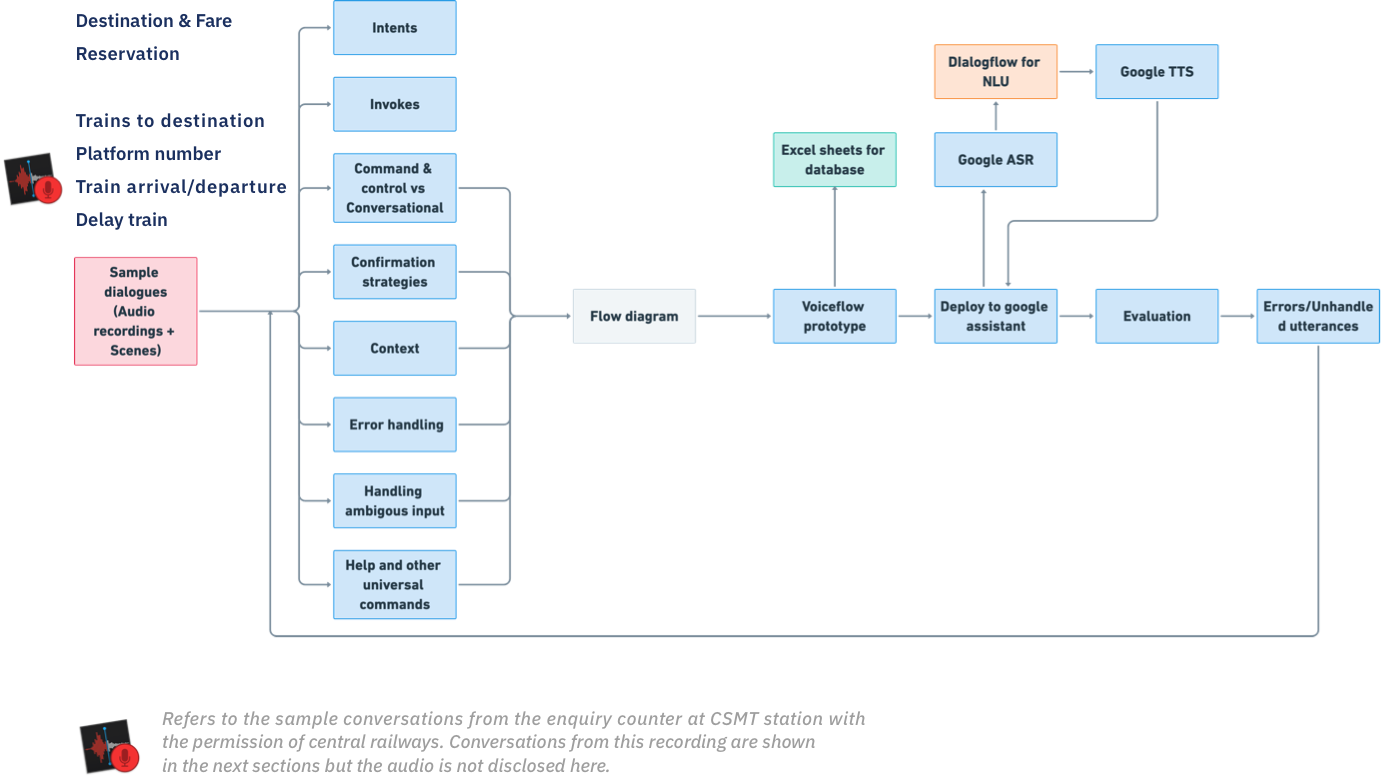 Destination & Fare
Reservation
Trains to destination
Platform number
Train arrival/departure
Delay train
Sample
dialogues
(Audio
recordings +
Scenes)
Intents
Invokes
Command &
control vs
Conversational
Confirmation
strategies
Context
Error handling
Handling
ambigous input
Help and other
universal
commands
Flow diagram
Excel sheets for
database
Voiceflow
prototype
DIalogflow for
NLU
Google TTS
Google ASR
Deploy to google
assistant
Evaluation
Errors/Unhandle
d utterances
Refers to the sample conversations from the enquiry counter at CSMT station with
the permission of central railways. Conversations from this recording are shown
in the next sections but the audio is not disclosed here.